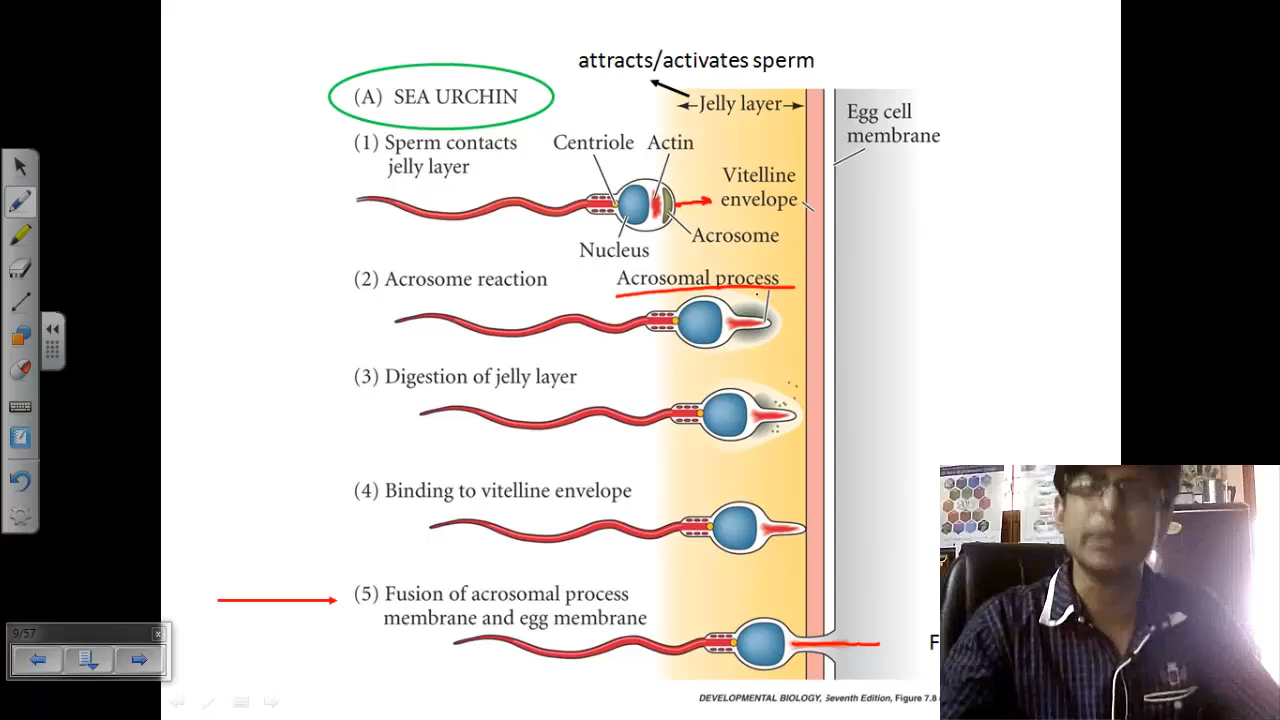 attracts/activates sperm
(A) SEA URCHIN
Jelly layer
Egg cell
membrane
(1) Sperm contacts
jelly layer
Centriole
Actin
Vitelline
envelope
Nucleus
Acrosome
(2) Acrosome reaction
Acrosomal process
(3) Digestion of jelly layer
(4) Binding to vitelline envelope
(5) Fusion of acrosomal process
membrane and egg membrane
F
9/57
DEVELOPMENTAL BIOLOGY, Seventh Edition, Figure 7.8